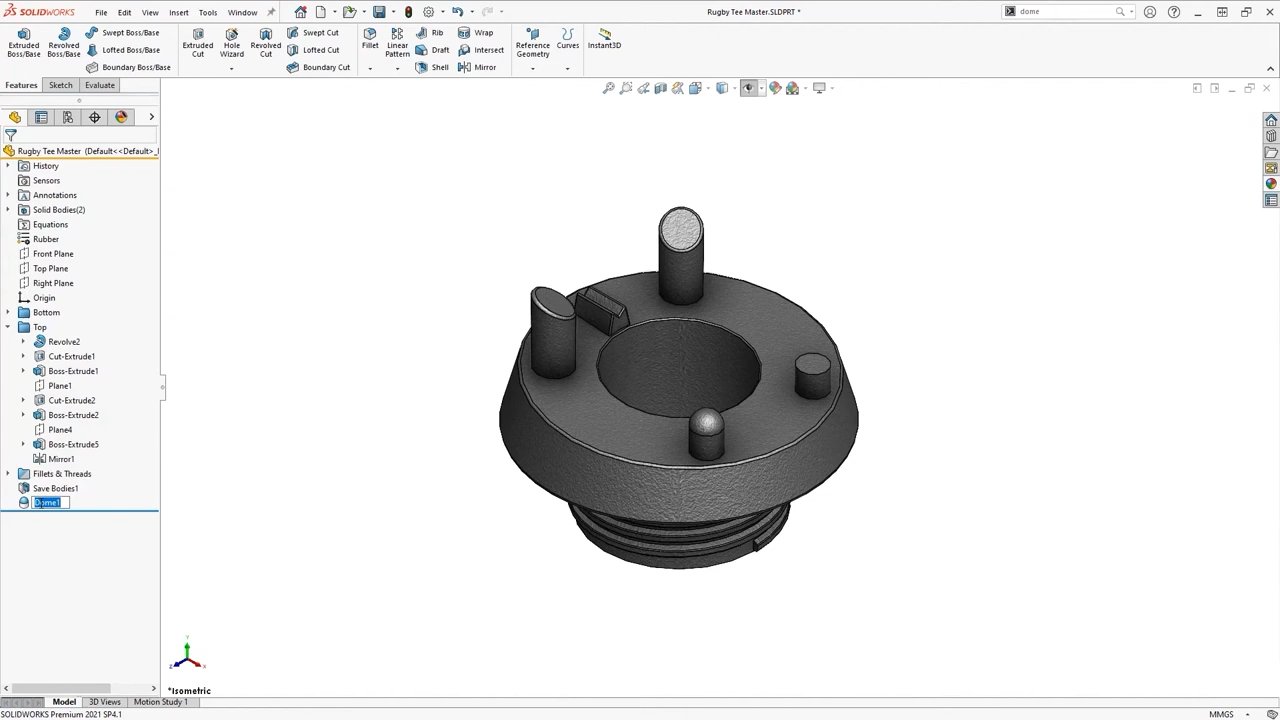 SOLIDWORKS File Edit View Insert Tools Window Rugby Tee Master.SLDPRT * dome
Extruded Boss/Base
Revolved Boss/Base
Swept Boss/Base
Lofted Boss/Base
Boundary Boss/Base
Extruded Cut
Hole Wizard
Revolved Cut
Swept Cut
Lofted Cut
Boundary Cut
Fillet
Linear Pattern
Rib
Draft
Shell
Wrap
Intersect
Mirror
Reference Geometry
Curves
Instant3D
Features Sketch Evaluate
Rugby Tee Master (Default<<Default>_
History
Sensors
Annotations
Solid Bodies(2)
Equations
Rubber
Front Plane
Top Plane
Right Plane
Origin
Bottom
Top
Revolve2
Cut-Extrude1
Boss-Extrude1
Plane1
Cut-Extrude2
Boss-Extrude2
Plane4
Boss-Extrude5
Mirror1
Fillets & Threads
Save Bodies1
Dome1
Y
Z X
*Isometric
Model 3D Views Motion Study 1
SOLIDWORKS Premium 2021 SP4.1 MMGS